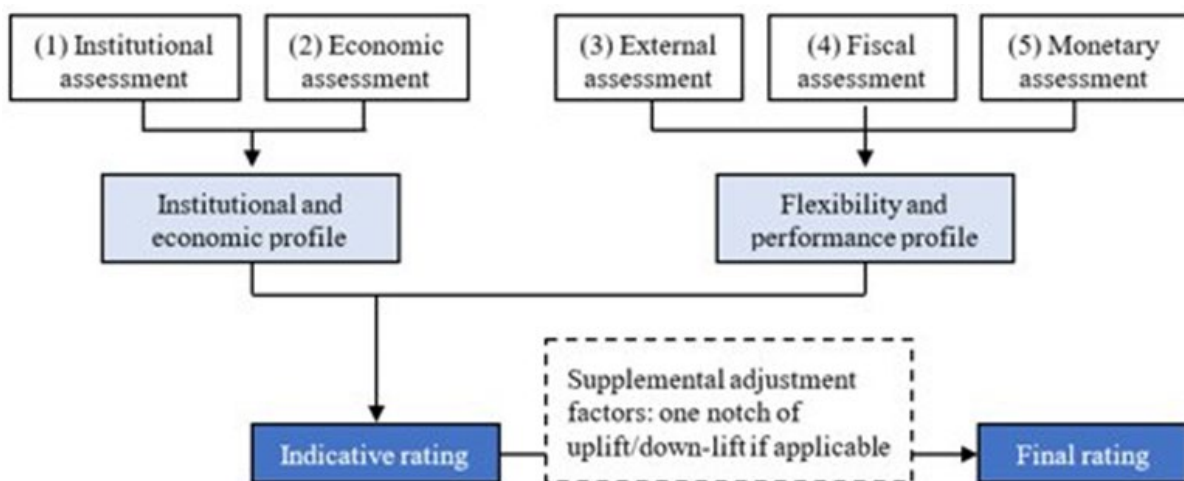 (1) Institutional
assessment
(2) Economic
assessment
(3) External
assessment
(4) Fiscal
assessment
(5) Monetary
assessment
Institutional and
economic profile
Flexibility and
performance profile
Supplemental adjustment
factors: one notch of
uplift/down-lift if applicable
Indicative rating
Final rating